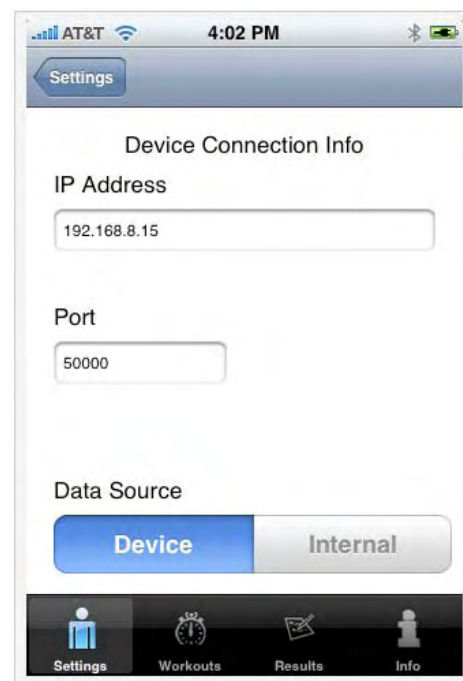 AT&T 4:02 PM
Settings
Device Connection Info
IP Address
192.168.8.15
Port
50000
Data Source
Device Internal
Settings Workouts Results Info